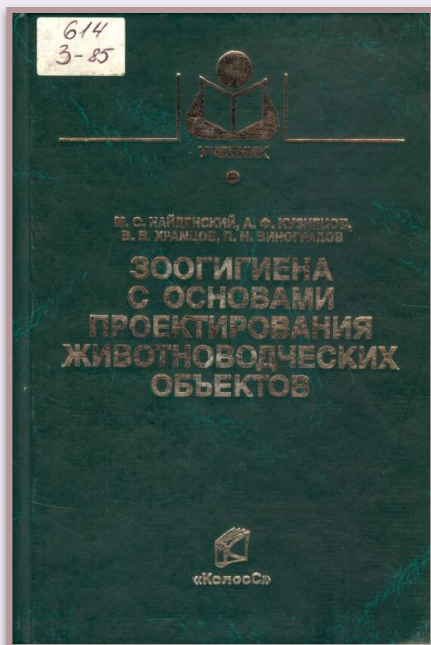 614
З-85
УЧЕБНИК
М. С. НАЙДЕНСКИЙ, А. Ф. КУЗНЕЦОВ,
В. В. ХРАМЦОВ, П. Н. ВИНОГРАДОВ
ЗООГИГИЕНА
С ОСНОВАМИ
ПРОЕКТИРОВАНИЯ
ЖИВОТНОВОДЧЕСКИХ
ОБЪЕКТОВ
«КолосС»